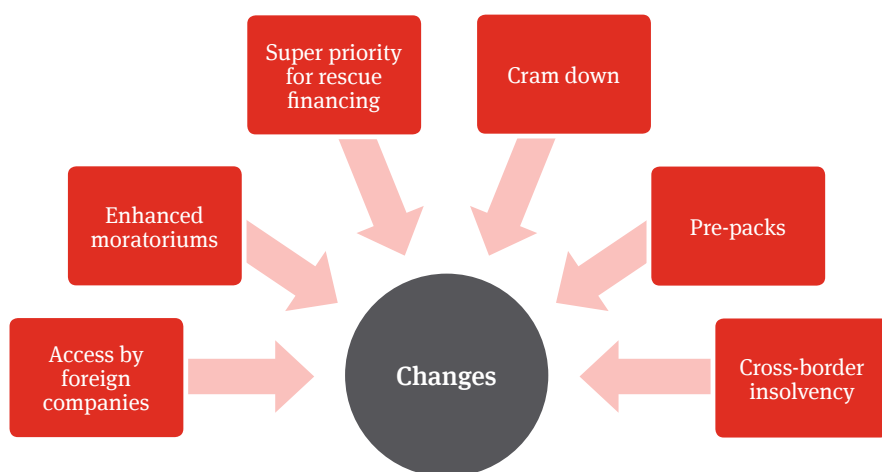 Super priority
for rescue
financing
Cram down
Enhanced
moratoriums
Pre-packs
Access by
foreign
companies
Changes
Cross-border
insolvency